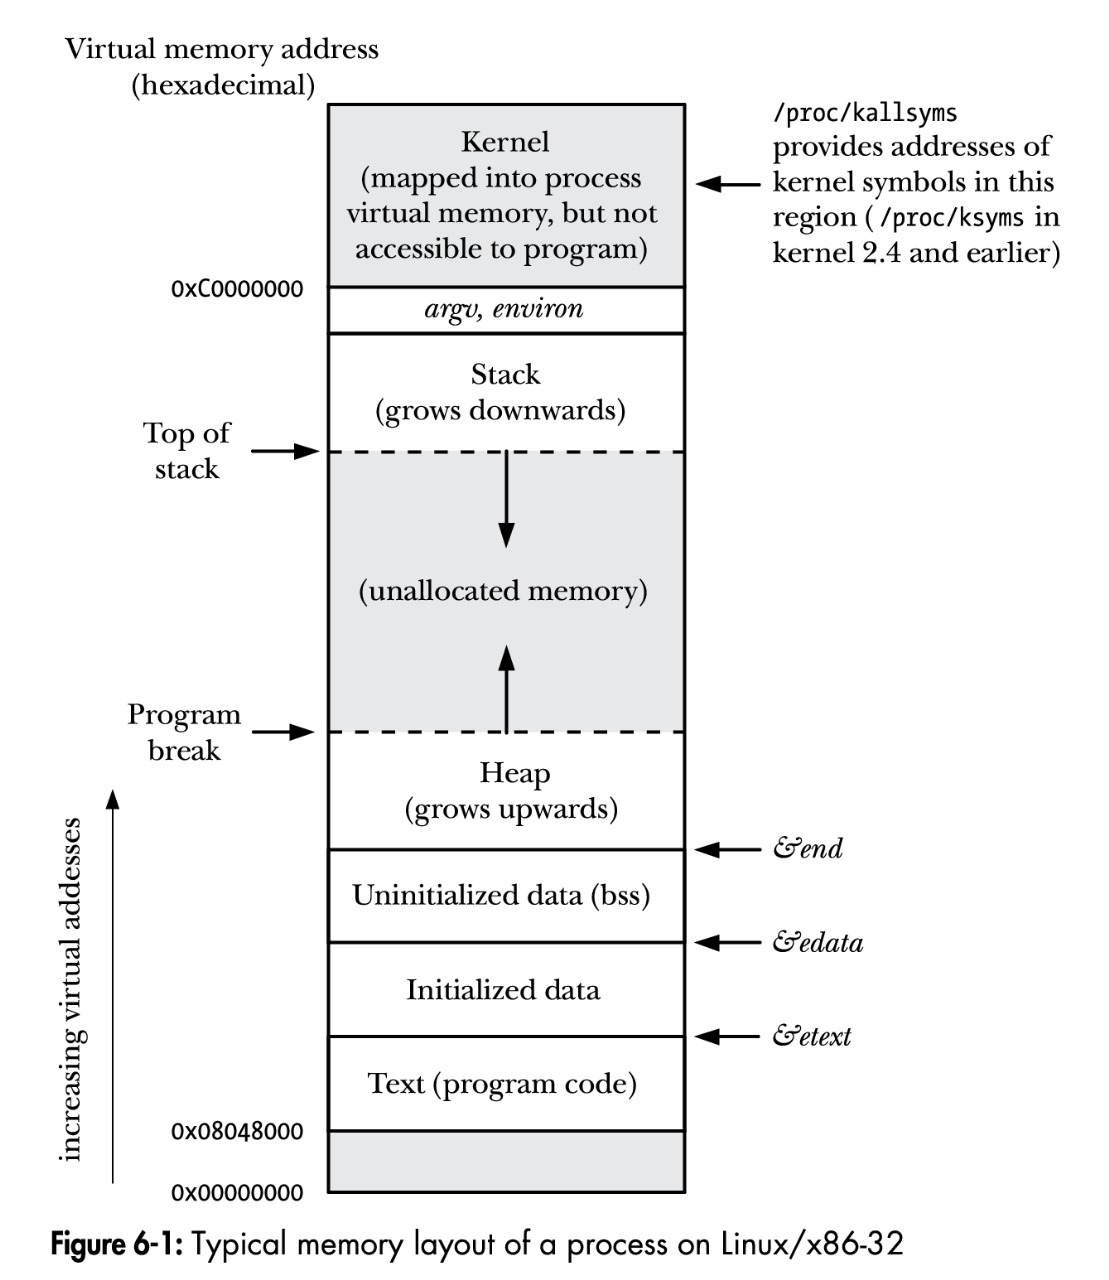 Virtual memory address
(hexadecimal)
/proc/kallsyms
provides addresses of
kernel symbols in this
region ( /proc/ksyms in
kernel 2.4 and earlier)
Kernel
(mapped into process
virtual memory, but not
accessible to program)
0xC0000000
argv, environ
Stack
(grows downwards)
Top of
stack
(unallocated memory)
Program
break
Heap
(grows upwards)
&end
Uninitialized data (bss)
&edata
Initialized data
&etext
Text (program code)
increasing virtual addesses
0x08048000
0x00000000
Figure 6-1: Typical memory layout of a process on Linux/x86-32